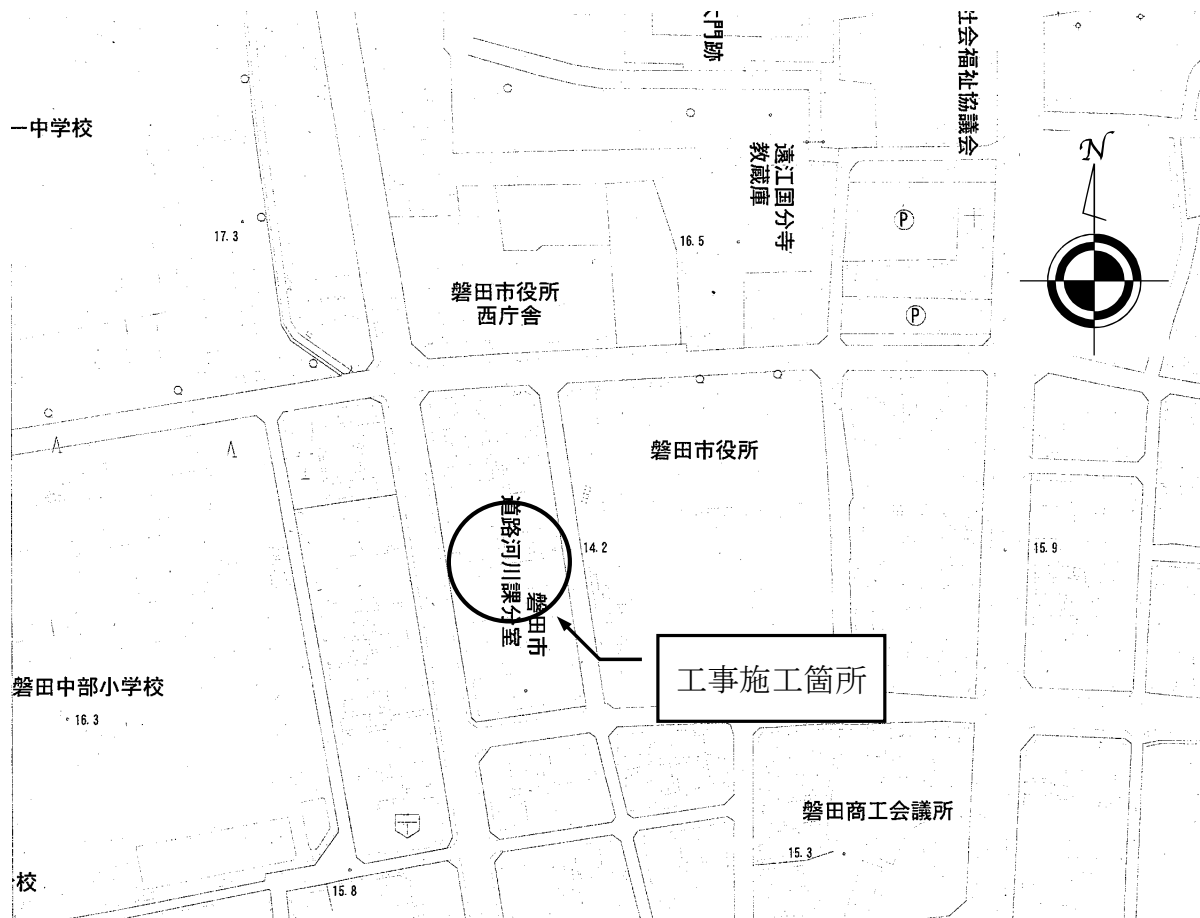 大門跡
社会福祉協議会
一中学校
N
遠江国分寺
教蔵庫
P
17.3
16.5
磐田市役所
西庁舎
P
磐田市役所
道路河川課分室
磐田市
14.2
15.9
工事施工箇所
磐田中部小学校
16.3
磐田商工会議所
15.3
校
15.8